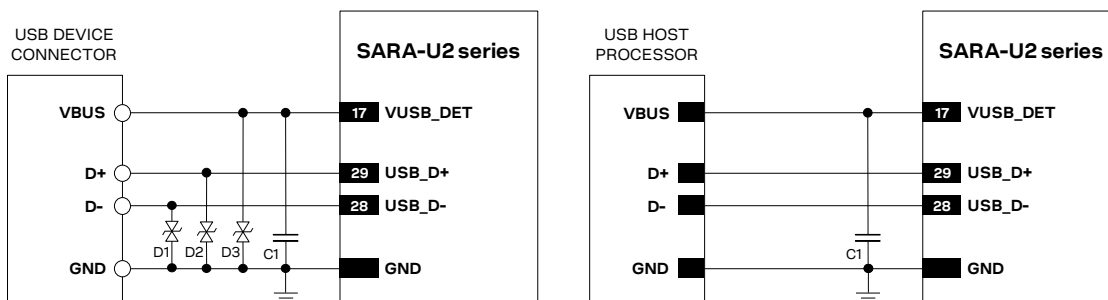 USB DEVICE
CONNECTOR
SARA-U2 series
VBUS
17
VUSB_DET
D+
29
USB_D+
D-
28
USB_D-
D1
D2
D3
C1
GND
GND
USB HOST
PROCESSOR
SARA-U2 series
VBUS
17
VUSB_DET
D+
29
USB_D+
D-
28
USB_D-
C1
GND
GND